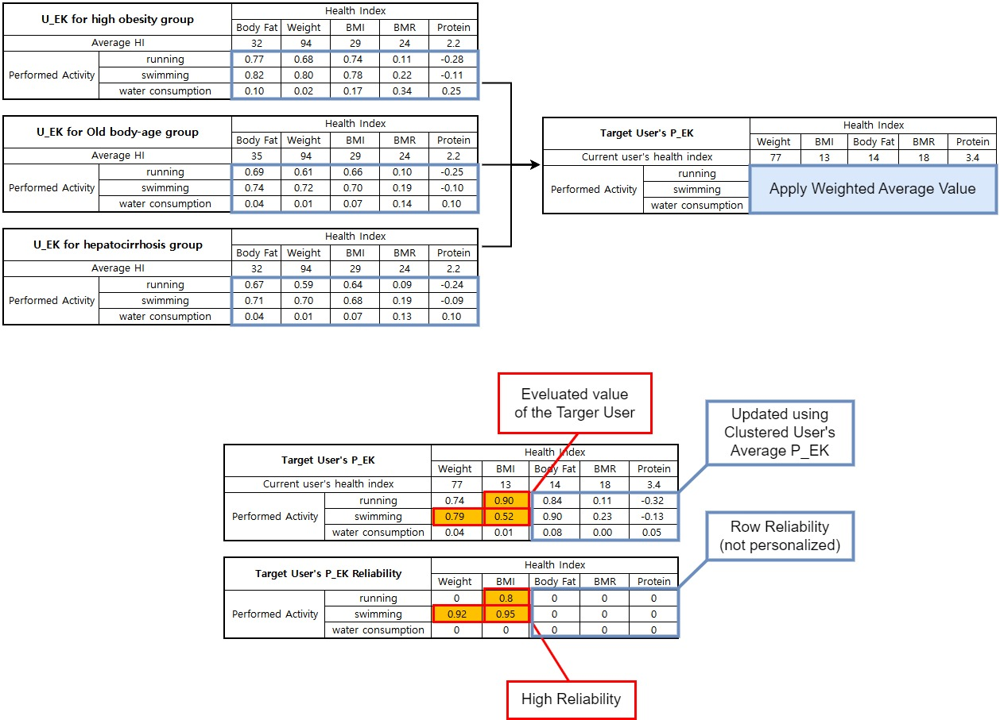 U_EK for high obesity group
Health Index
Body Fat Weight BMI BMR Protein
Average HI 32 94 29 24 2.2
Performed Activity
running 0.77 0.68 0.74 0.11 -0.28
swimming 0.82 0.80 0.78 0.22 -0.11
water consumption 0.10 0.02 0.17 0.34 0.25
U_EK for Old body-age group
Health Index
Body Fat Weight BMI BMR Protein
Average HI 35 94 29 24 2.2
Performed Activity
running 0.69 0.61 0.66 0.10 -0.25
swimming 0.74 0.72 0.70 0.19 -0.10
water consumption 0.04 0.01 0.07 0.14 0.10
U_EK for hepatocirrhosis group
Health Index
Body Fat Weight BMI BMR Protein
Average HI 32 94 29 24 2.2
Performed Activity
running 0.67 0.59 0.64 0.09 -0.24
swimming 0.71 0.70 0.68 0.19 -0.09
water consumption 0.04 0.01 0.07 0.13 0.10
Target User's P_EK
Health Index
Weight BMI Body Fat BMR Protein
Current user's health index 77 13 14 18 3.4
Performed Activity
running
swimming
water consumption
Apply Weighted Average Value
Eveluated value
of the Targer User
Updated using
Clustered User's
Average P_EK
Target User's P_EK
Health Index
Weight BMI Body Fat BMR Protein
Current user's health index 77 13 14 18 3.4
Performed Activity
running 0.74 0.90 0.84 0.11 -0.32
swimming 0.79 0.52 0.90 0.23 -0.13
water consumption 0.04 0.01 0.08 0.00 0.05
Row Reliability
(not personalized)
Target User's P_EK Reliability
Health Index
Weight BMI Body Fat BMR Protein
Performed Activity
running 0 0.8 0 0 0
swimming 0.92 0.95 0 0 0
water consumption 0 0 0 0 0
High Reliability